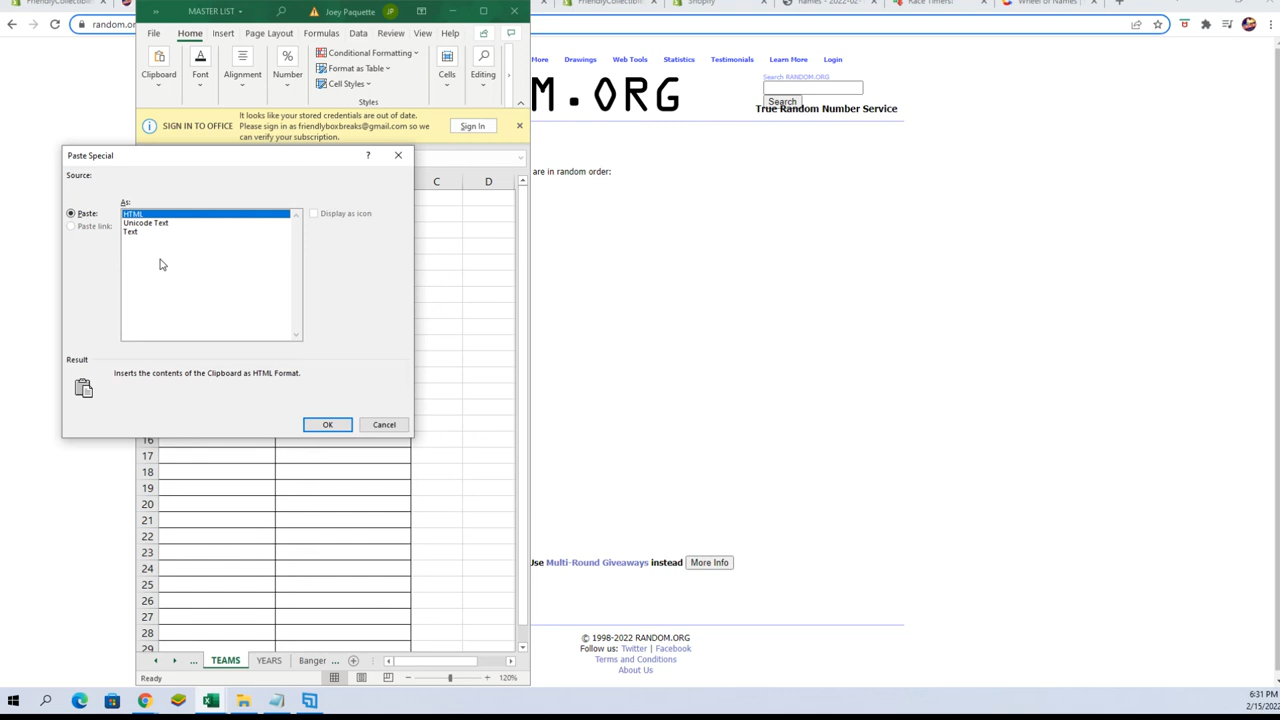 FriendlyCollectibles
Shopify
names - 2022-02-
Race Timers!
Wheel of Names |
random.or
MASTER LIST
Joey Paquette
JP
File Home Insert Page Layout Formulas Data Review View Help
Clipboard
Font
Alignment
Number
Conditional Formatting
Format as Table
Cell Styles
Styles
Cells
Editing
SIGN IN TO OFFICE
It looks like your stored credentials are out of date.
Please sign in as friendlyboxbreaks@gmail.com so we
can verify your subscription.
Sign In
More Drawings Web Tools Statistics Testimonials Learn More Login
M.ORG
Search RANDOM.ORG
Search
True Random Number Service
are in random order:
Paste Special
?
Source:
As:
Paste:
Paste link:
HTML
Unicode Text
Text
Display as icon
Result
Inserts the contents of the Clipboard as HTML Format.
OK
Cancel
C D
16
17
18
19
20
21
22
23
24
25
26
27
28
29
Use Multi-Round Giveaways instead More Info
© 1998-2022 RANDOM.ORG
Follow us: Twitter | Facebook
Terms and Conditions
About Us
... TEAMS YEARS Banger ...
Ready
120%
6:31 PM
2/15/2022